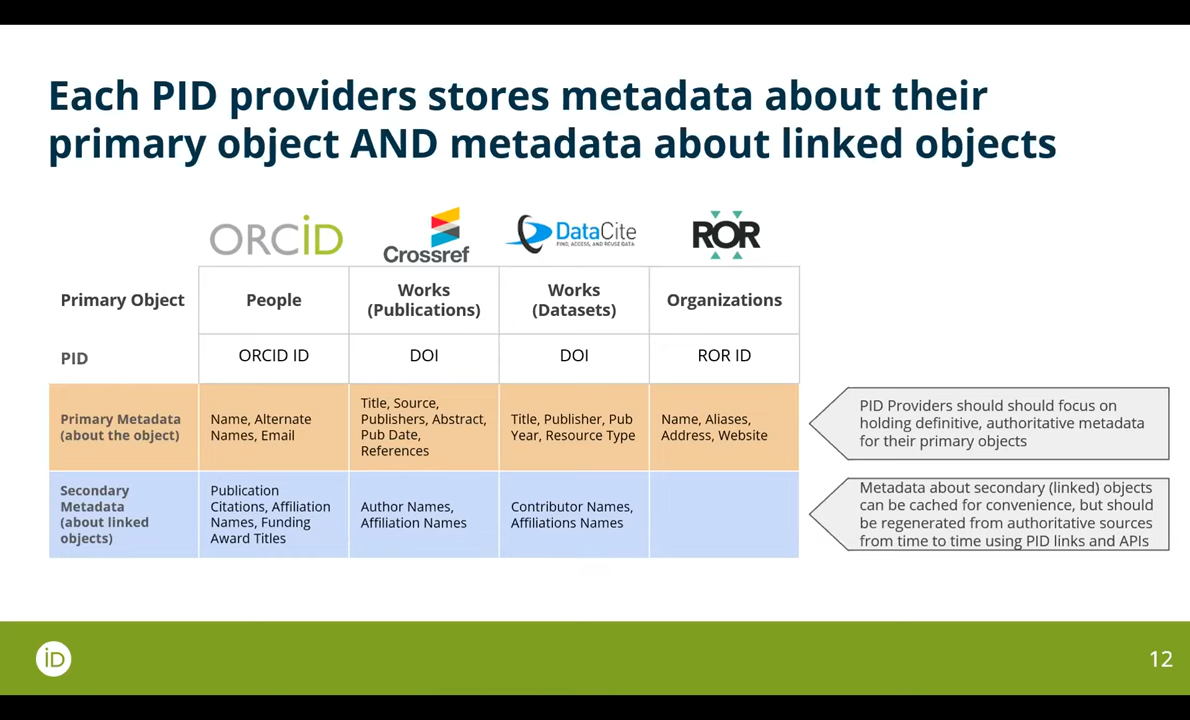 Each PID providers stores metadata about their
primary object AND metadata about linked objects
ORCiD
Crossref
DataCite
FIND, ACCESS, AND REUSE DATA
ROR
Primary Object
People
Works
(Publications)
Works
(Datasets)
Organizations
PID
ORCID ID
DOI
DOI
ROR ID
Primary Metadata
(about the object)
Name, Alternate
Names, Email
Title, Source,
Publishers, Abstract,
Pub Date,
References
Title, Publisher, Pub
Year, Resource Type
Name, Aliases,
Address, Website
PID Providers should should focus on
holding definitive, authoritative metadata
for their primary objects
Secondary
Metadata
(about linked
objects)
Publication
Citations, Affiliation
Names, Funding
Award Titles
Author Names,
Affiliation Names
Contributor Names,
Affiliations Names
Metadata about secondary (linked) objects
can be cached for convenience, but should
be regenerated from authoritative sources
from time to time using PID links and APIs
iD
12